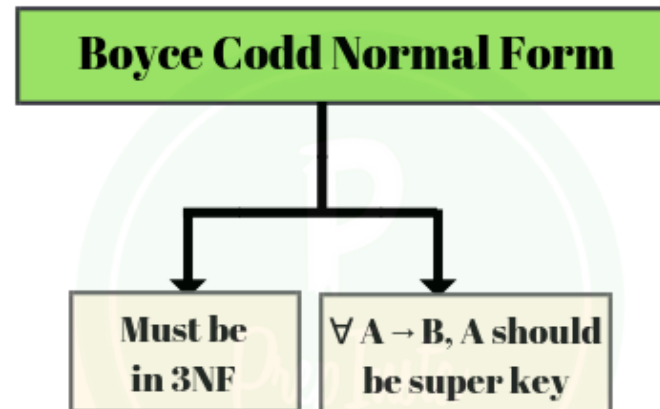 Boyce Codd Normal Form
Must be
in 3NF
∀ A → B, A should
be super key